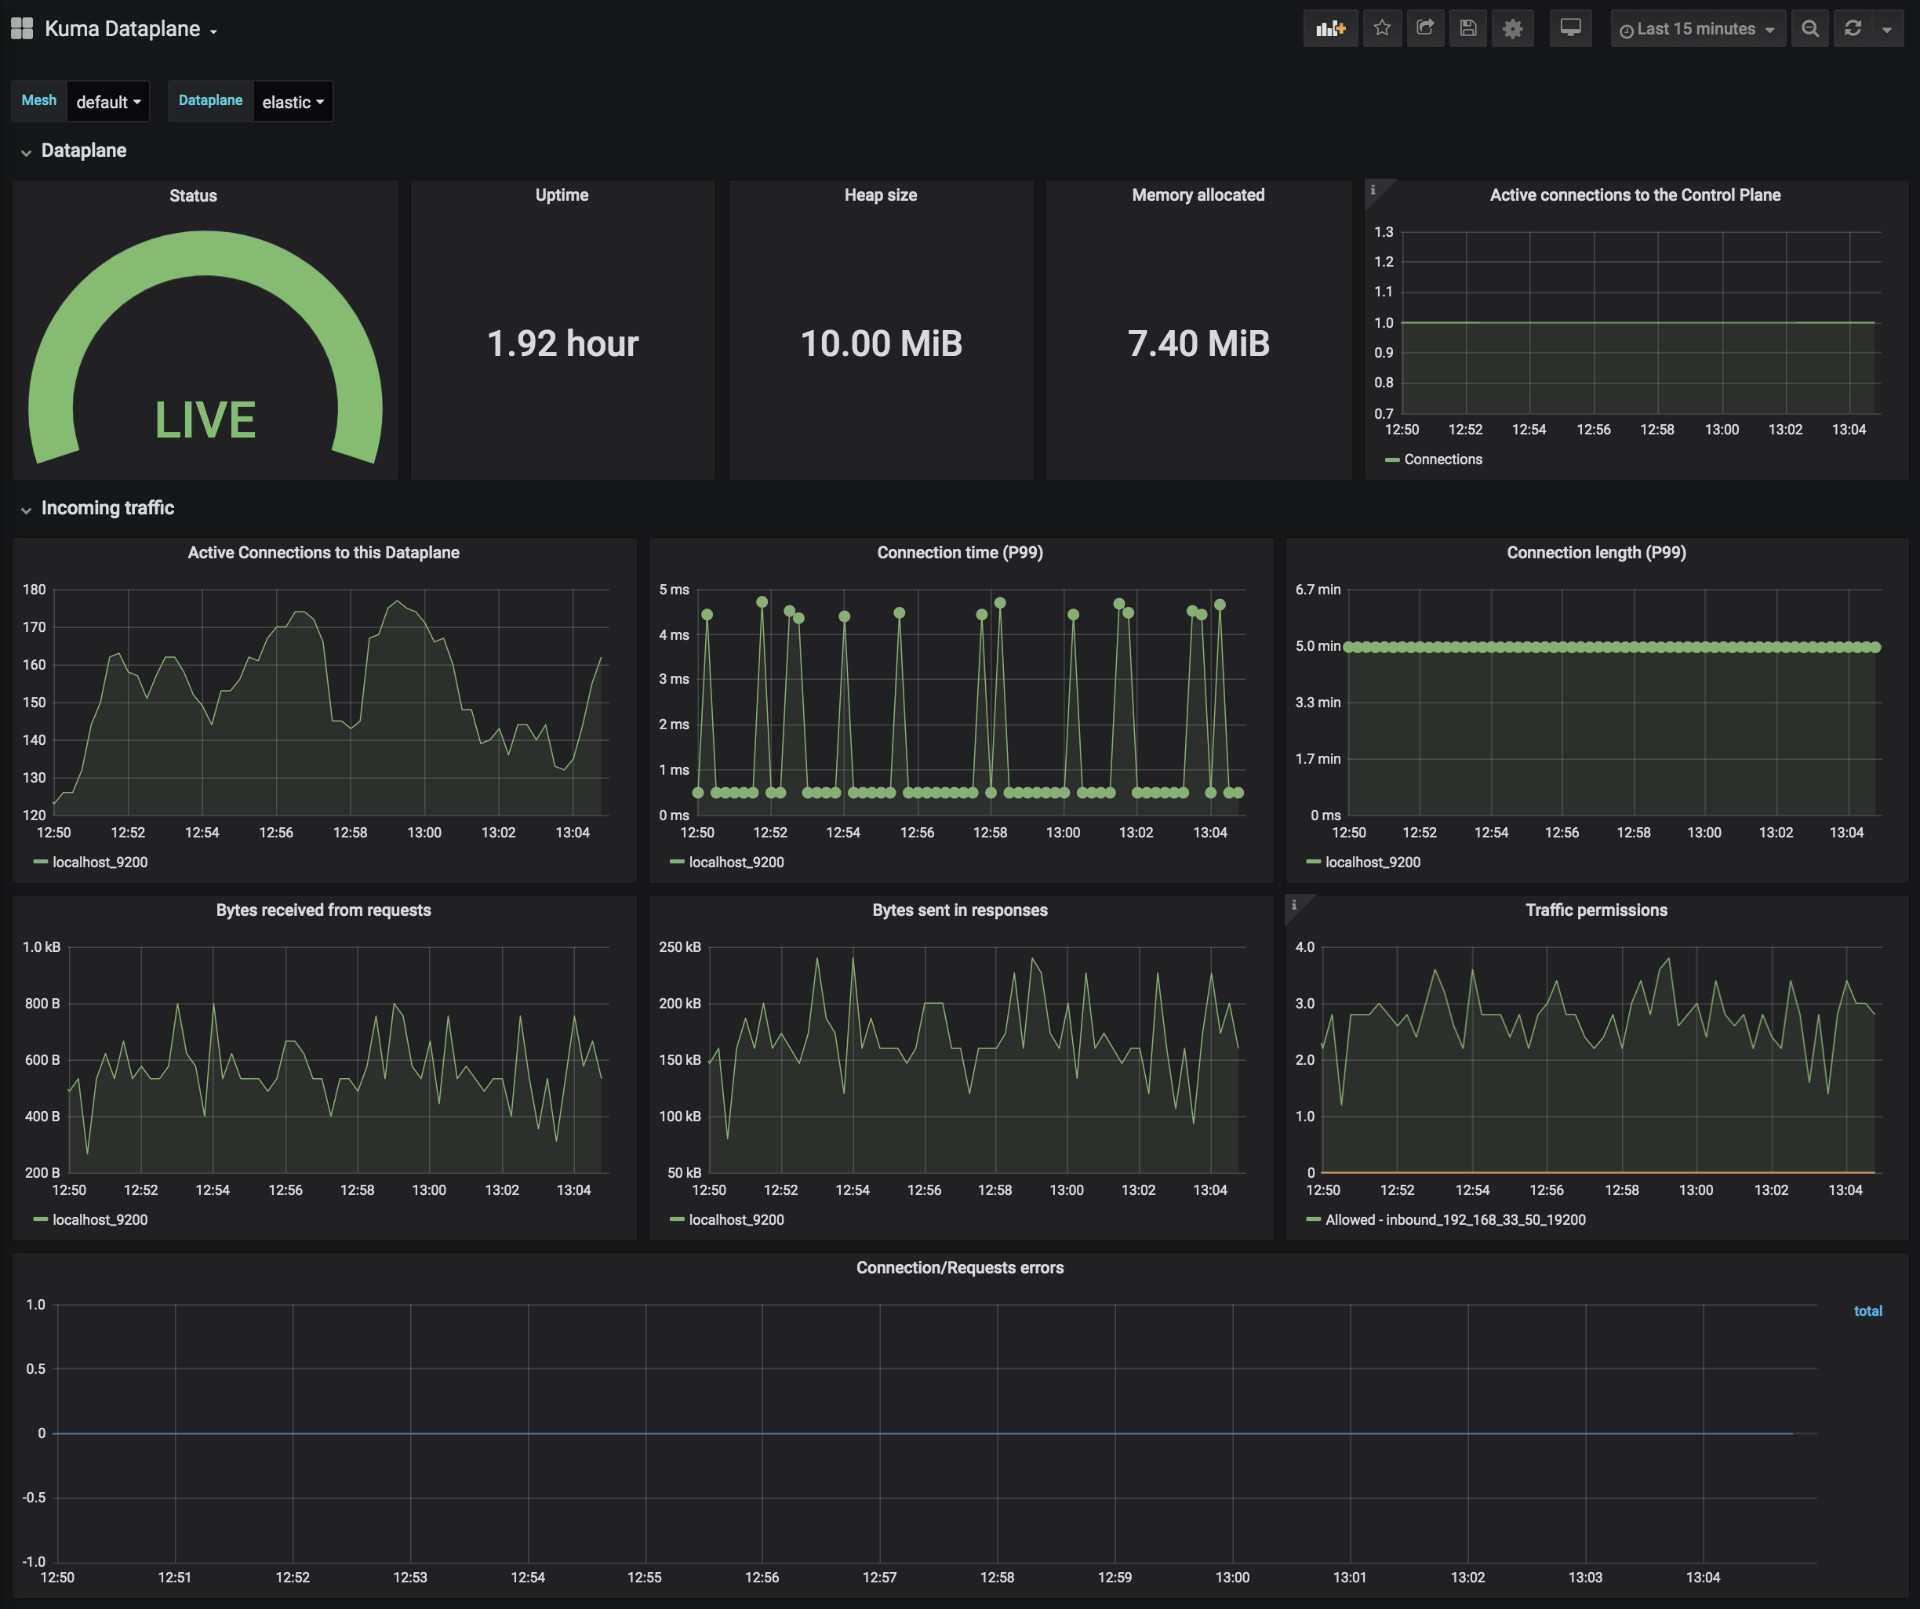 Kuma Dataplane
Last 15 minutes
Mesh default Dataplane elastic
Dataplane
Status
LIVE
Uptime
1.92 hour
Heap size
10.00 MiB
Memory allocated
7.40 MiB
Active connections to the Control Plane
1.3
1.2
1.1
1.0
0.9
0.8
0.7
12:50 12:52 12:54 12:56 12:58 13:00 13:02 13:04
Connections
Incoming traffic
Active Connections to this Dataplane
180
170
160
150
140
130
120
12:50 12:52 12:54 12:56 12:58 13:00 13:02 13:04
localhost_9200
Connection time (P99)
5 ms
4 ms
3 ms
2 ms
1 ms
0 ms
12:50 12:52 12:54 12:56 12:58 13:00 13:02 13:04
localhost_9200
Connection length (P99)
6.7 min
5.0 min
3.3 min
1.7 min
0 ms
12:50 12:52 12:54 12:56 12:58 13:00 13:02 13:04
localhost_9200
Bytes received from requests
1.0 kB
800 B
600 B
400 B
200 B
12:50 12:52 12:54 12:56 12:58 13:00 13:02 13:04
localhost_9200
Bytes sent in responses
250 kB
200 kB
150 kB
100 kB
50 kB
12:50 12:52 12:54 12:56 12:58 13:00 13:02 13:04
localhost_9200
Traffic permissions
4.0
3.0
2.0
1.0
0
12:50 12:52 12:54 12:56 12:58 13:00 13:02 13:04
Allowed - inbound_192_168_33_50_19200
Connection/Requests errors
1.0
0.5
0
-0.5
-1.0
12:50 12:51 12:52 12:53 12:54 12:55 12:56 12:57 12:58 12:59 13:00 13:01 13:02 13:03 13:04
total